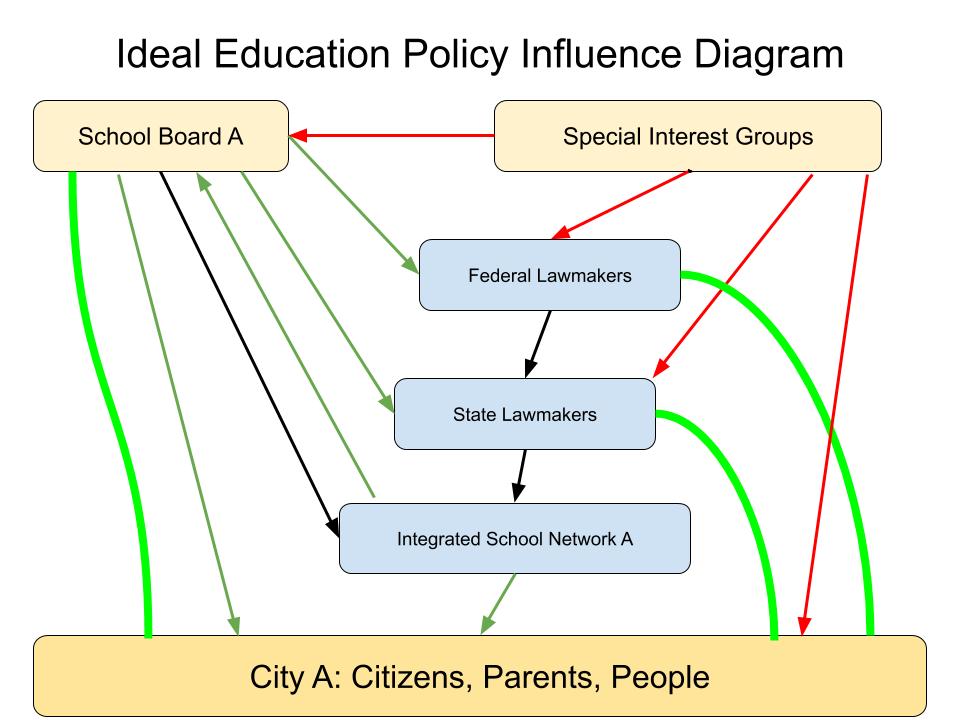 Ideal Education Policy Influence Diagram
School Board A
Special Interest Groups
Federal Lawmakers
State Lawmakers
Integrated School Network A
City A: Citizens, Parents, People